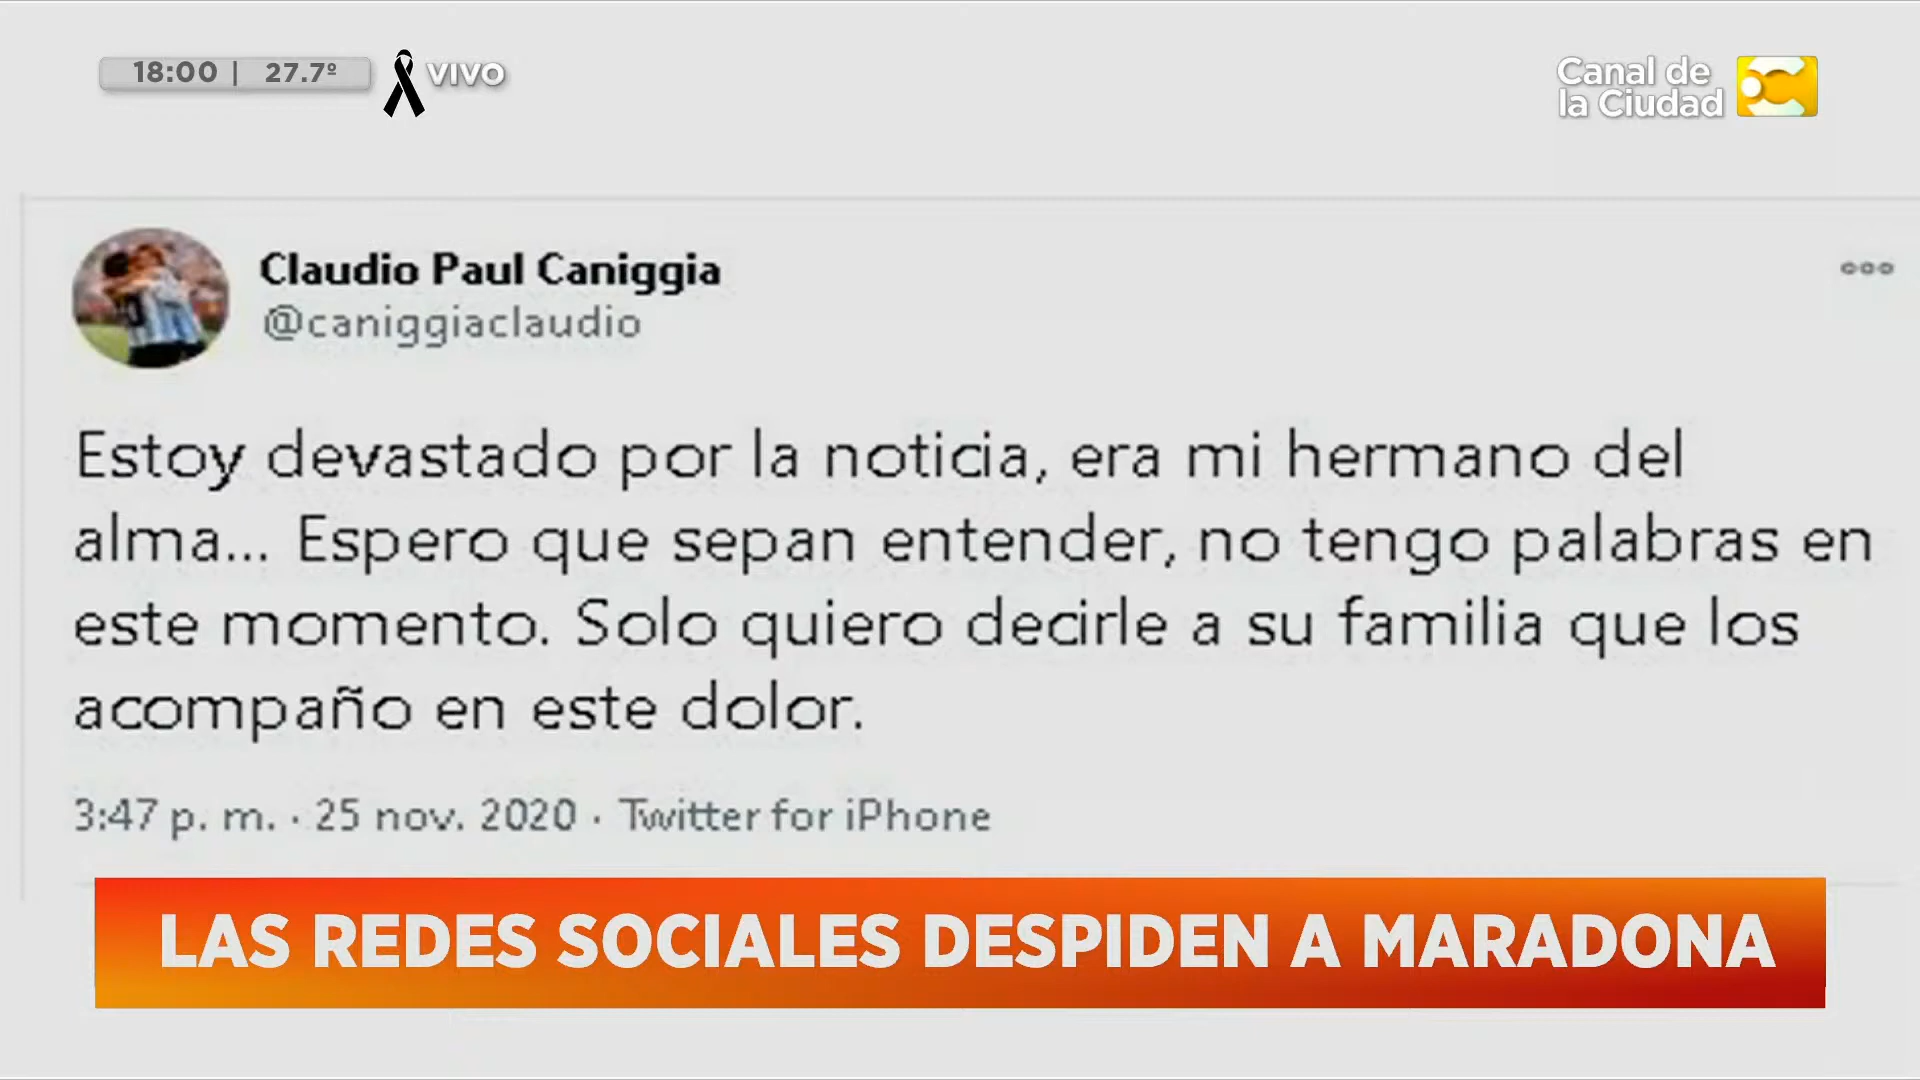 18:00 | 27.7º
VIVO
Canal de
la Ciudad
Claudio Paul Caniggia
@caniggiaclaudio
Estoy devastado por la noticia, era mi hermano del
alma... Espero que sepan entender, no tengo palabras en
este momento. Solo quiero decirle a su familia que los
acompaño en este dolor.
3:47 p. m. · 25 nov. 2020 · Twitter for iPhone
LAS REDES SOCIALES DESPIDEN A MARADONA